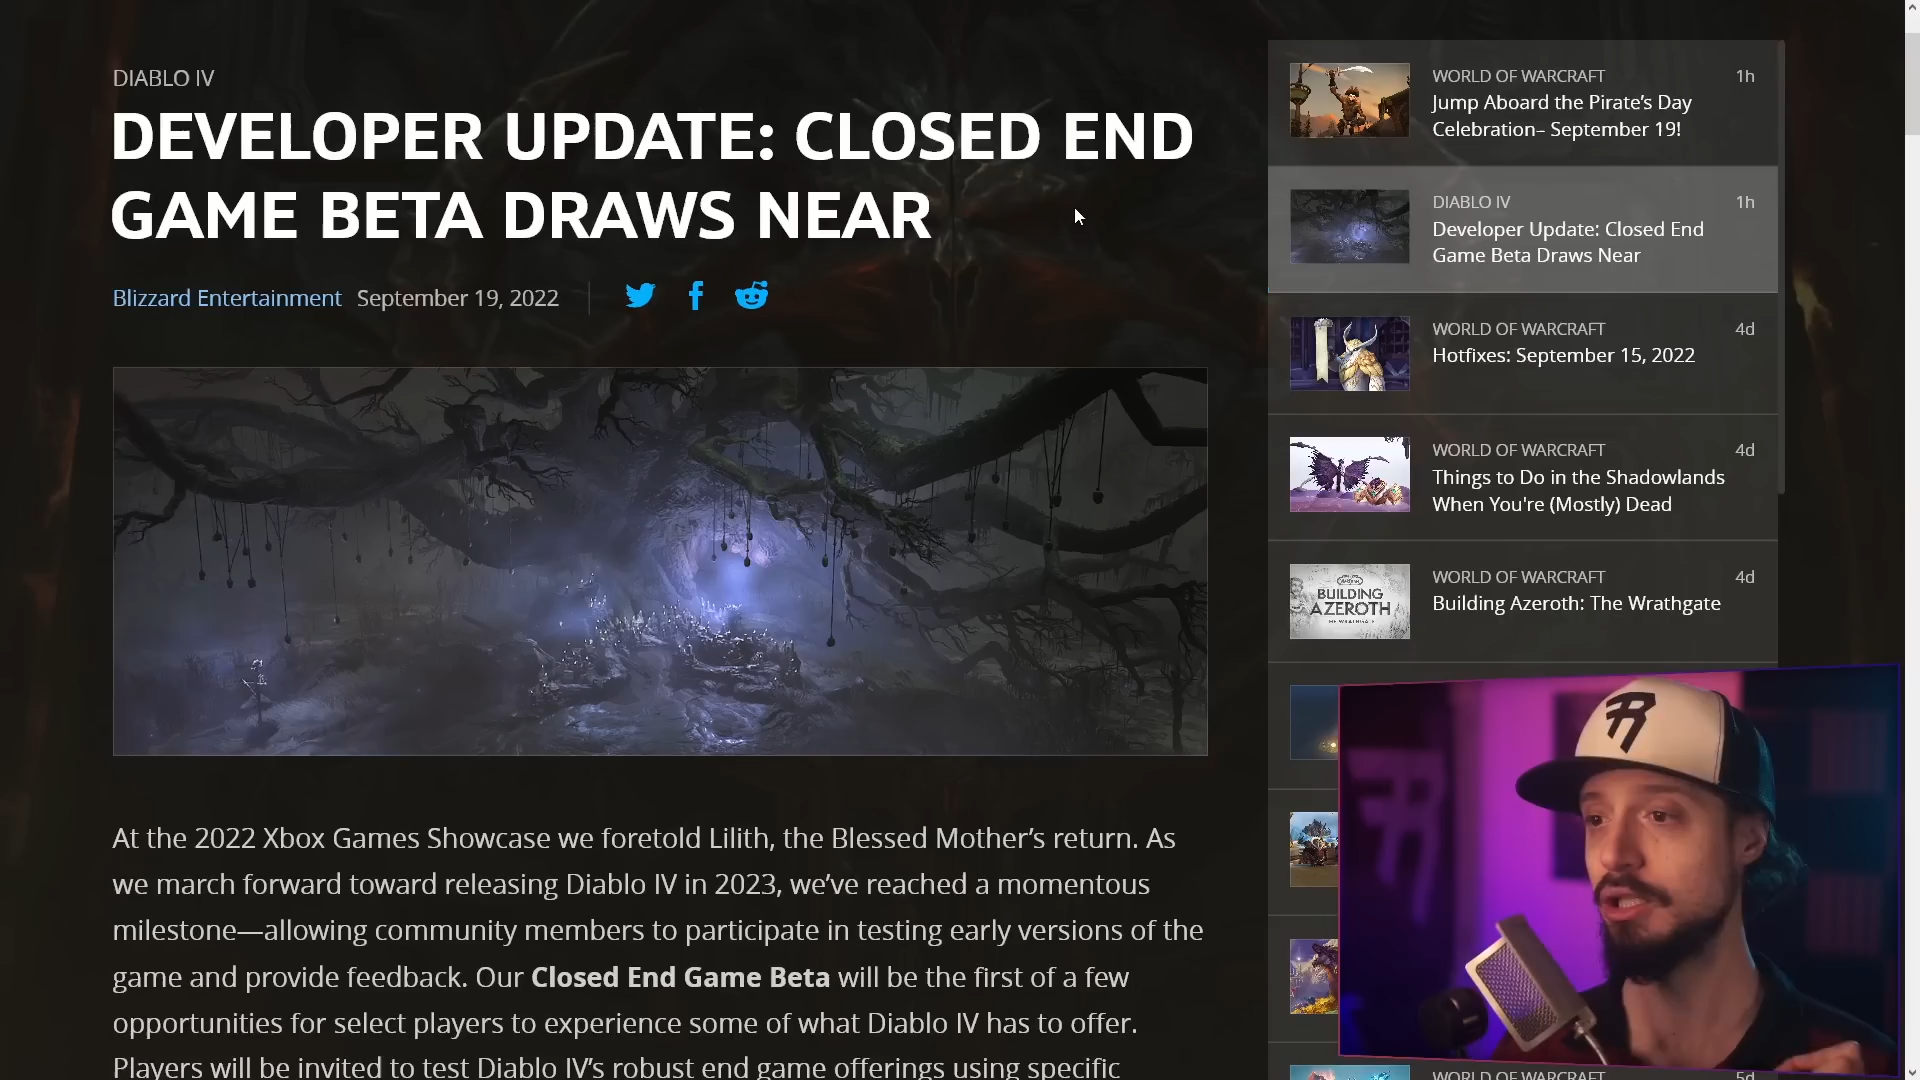 DIABLO IV
DEVELOPER UPDATE: CLOSED END
GAME BETA DRAWS NEAR
Blizzard Entertainment September 19, 2022
At the 2022 Xbox Games Showcase we foretold Lilith, the Blessed Mother’s return. As
we march forward toward releasing Diablo IV in 2023, we’ve reached a momentous
milestone—allowing community members to participate in testing early versions of the
game and provide feedback. Our Closed End Game Beta will be the first of a few
opportunities for select players to experience some of what Diablo IV has to offer.
Players will be invited to test Diablo IV’s robust end game offerings using specific
WORLD OF WARCRAFT 1h
Jump Aboard the Pirate’s Day
Celebration– September 19!
DIABLO IV 1h
Developer Update: Closed End
Game Beta Draws Near
WORLD OF WARCRAFT 4d
Hotfixes: September 15, 2022
WORLD OF WARCRAFT 4d
Things to Do in the Shadowlands
When You're (Mostly) Dead
BUILDING
AZEROTH
WORLD OF WARCRAFT 4d
Building Azeroth: The Wrathgate
WORLD OF WARCRAFT 5d